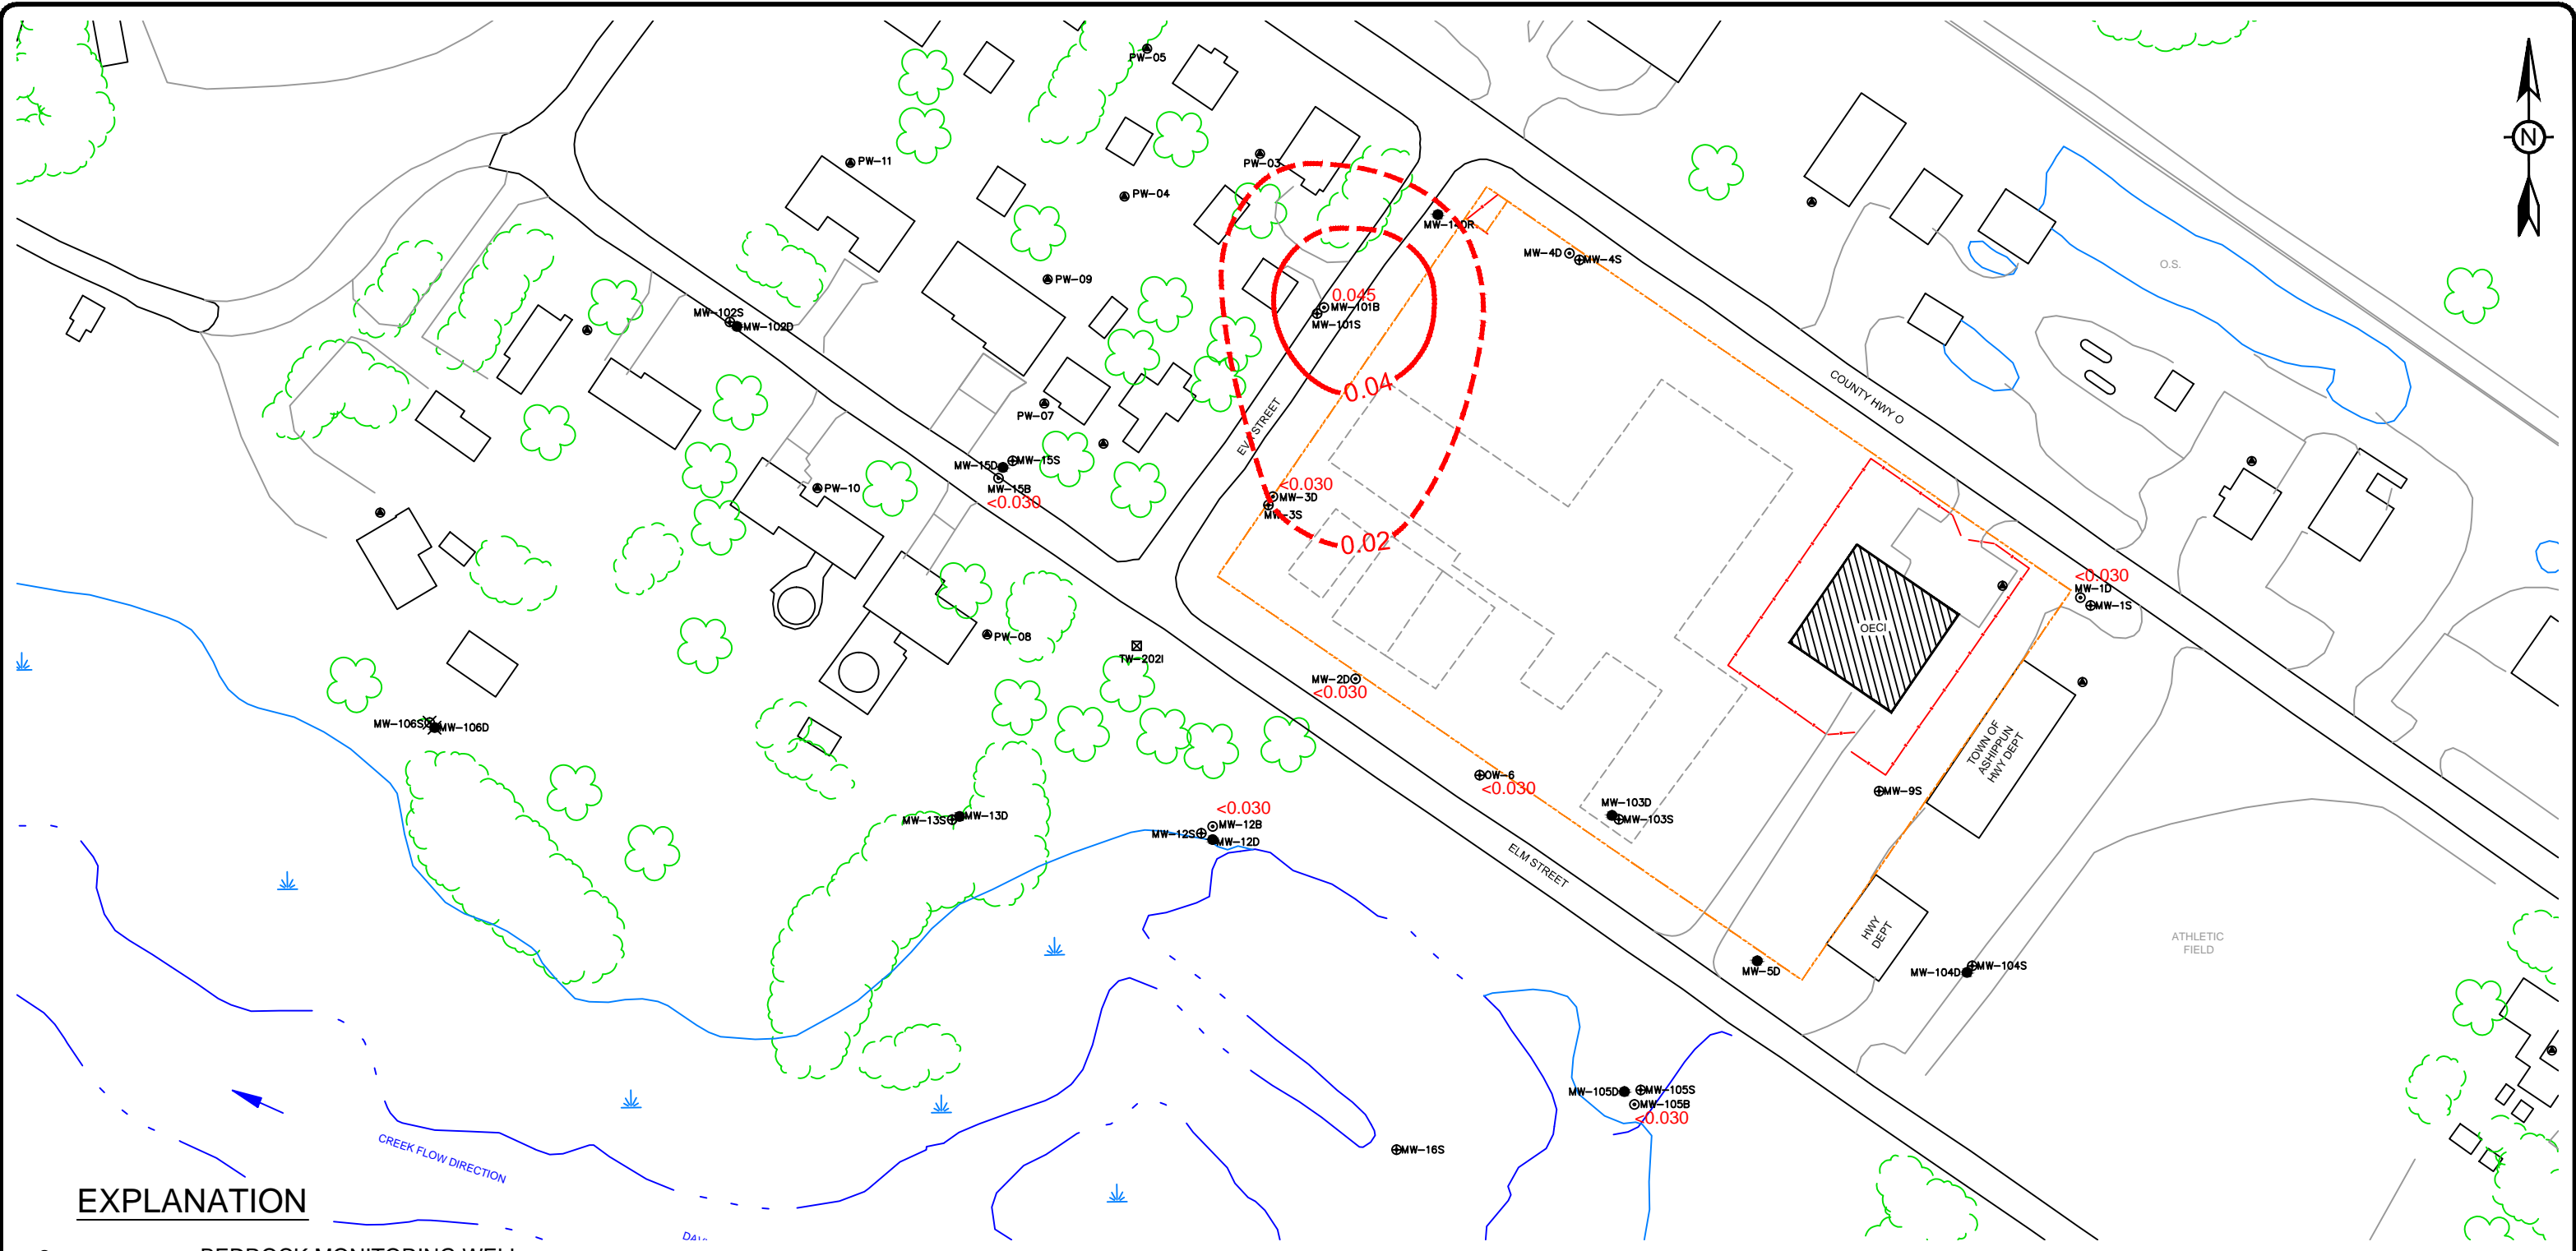 PW-05
N
PW-11
PW-03
PW-04
MW-14DR
MW-4D
MW-4S
O.S.
PW-09
0.045
MW-101B
MW-101S
MW-102S
MW-102D
0.04
COUNTY HWY O
PW-07
EVA STREET
MW-15D
MW-15S
MW-15B
<0.030
PW-10
<0.030
MW-3D
MW-3S
0.02
<0.030
MW-1D
MW-1S
OECI
PW-08
TW-202I
MW-2D
<0.030
MW-106S
MW-106D
TOWN OF
ASHIPPUN
HWY DEPT
OW-6
<0.030
MW-9S
MW-103D
MW-103S
<0.030
MW-12B
MW-12S
MW-12D
MW-13S
MW-13D
ELM STREET
HWY
DEPT
ATHLETIC
FIELD
MW-5D
MW-104D
MW-104S
MW-105D
MW-105S
MW-105B
<0.030
MW-16S
CREEK FLOW DIRECTION
EXPLANATION
BEDROCK MONITORING WELL